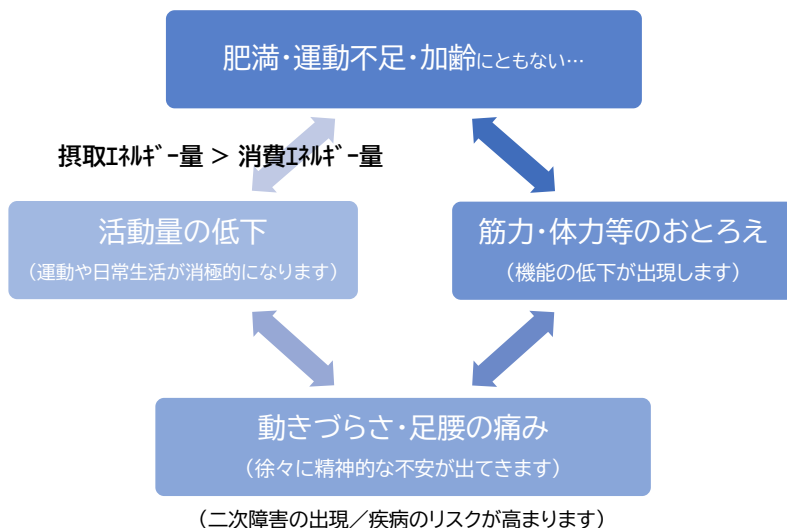 肥満・運動不足・加齢にともない…
摂取ｴﾈﾙｷﾞｰ量 > 消費ｴﾈﾙｷﾞｰ量
活動量の低下
（運動や日常生活が消極的になります）
筋力・体力等のおとろえ
（機能の低下が出現します）
動きづらさ・足腰の痛み
（徐々に精神的な不安が出てきます）
（二次障害の出現／疾病のリスクが高まります）